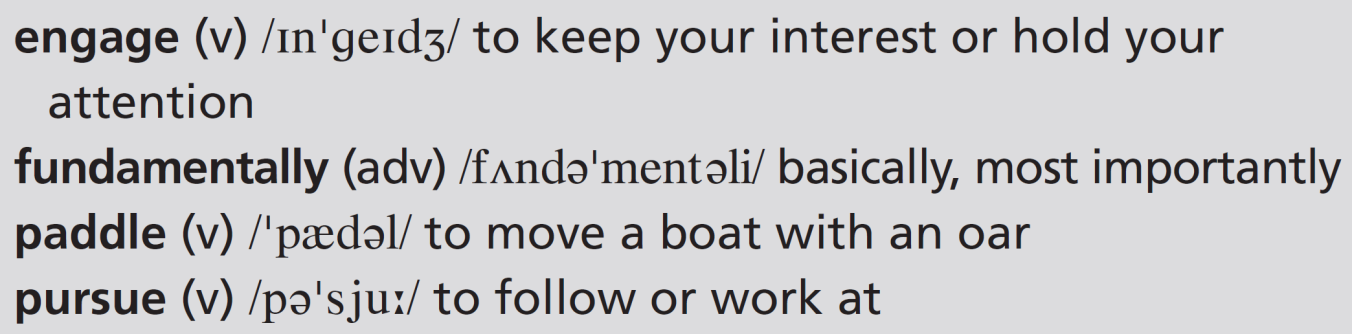 engage (v) /ɪnˈɡeɪdʒ/ to keep your interest or hold your
attention
fundamentally (adv) /fʌndəˈmentəli/ basically, most importantly
paddle (v) /ˈpædəl/ to move a boat with an oar
pursue (v) /pəˈsjuː/ to follow or work at